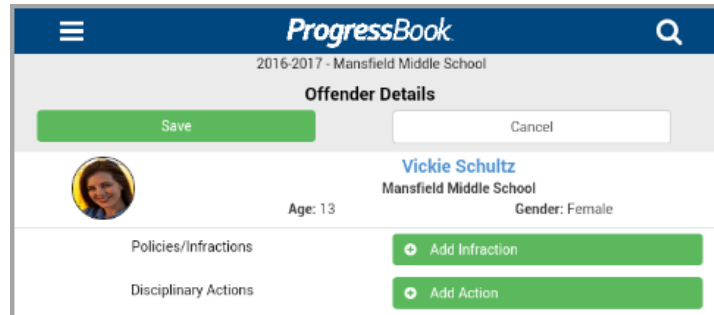 ProgressBook
2016-2017 - Mansfield Middle School
Offender Details
Save Cancel
Vickie Schultz
Mansfield Middle School
Age: 13 Gender: Female
Policies/Infractions Add Infraction
Disciplinary Actions Add Action